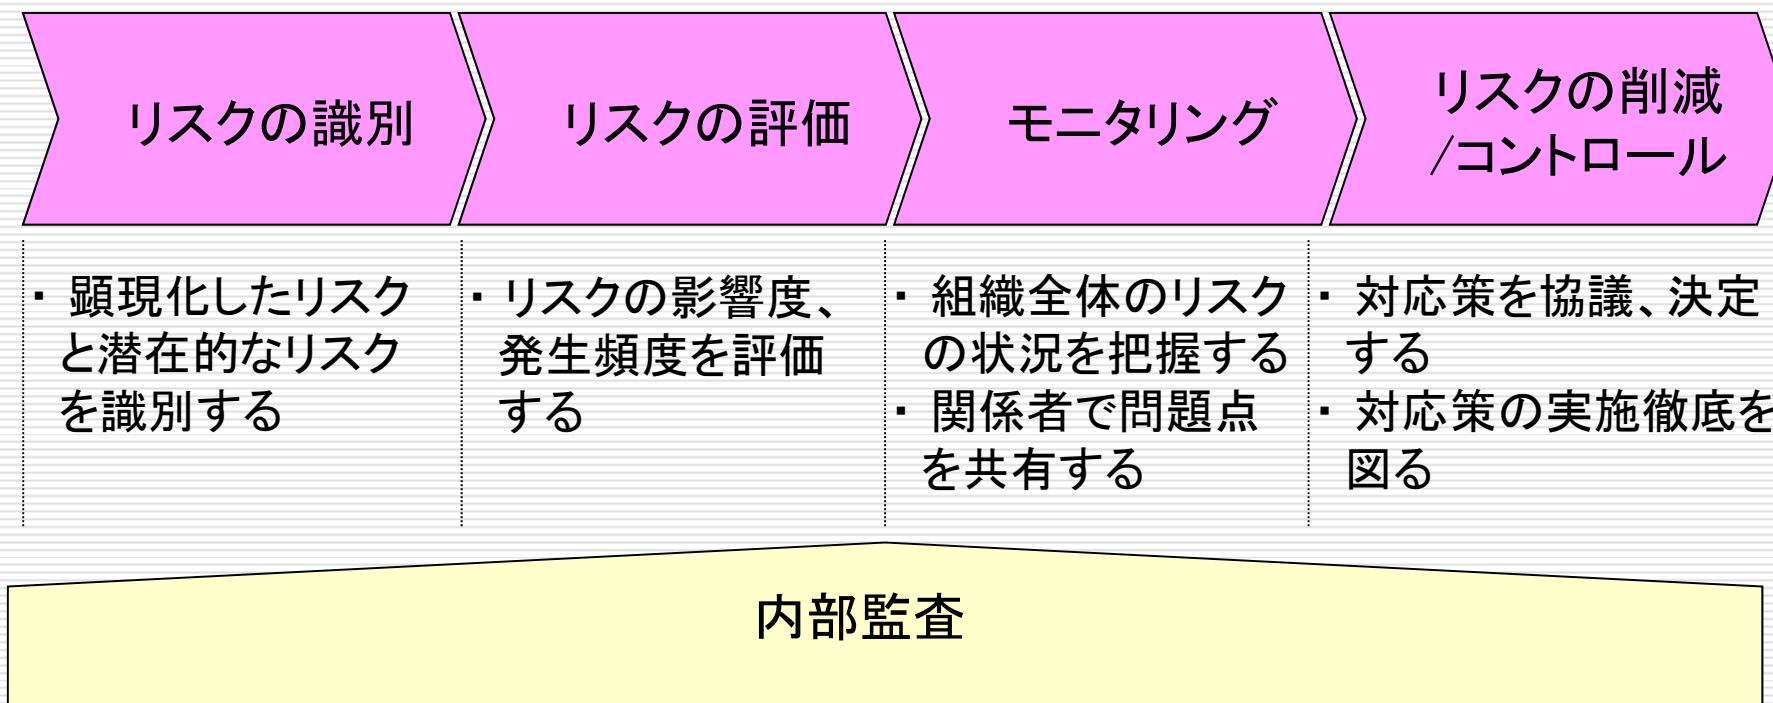 リスクの識別
リスクの評価
モニタリング
リスクの削減
/コントロール
・ 顕現化したリスク
と潜在的なリスク
を識別する
・ リスクの影響度、
発生頻度を評価
する
・ 組織全体のリスク
の状況を把握する
・ 関係者で問題点
を共有する
・ 対応策を協議、決定
する
・ 対応策の実施徹底を
図る
内部監査